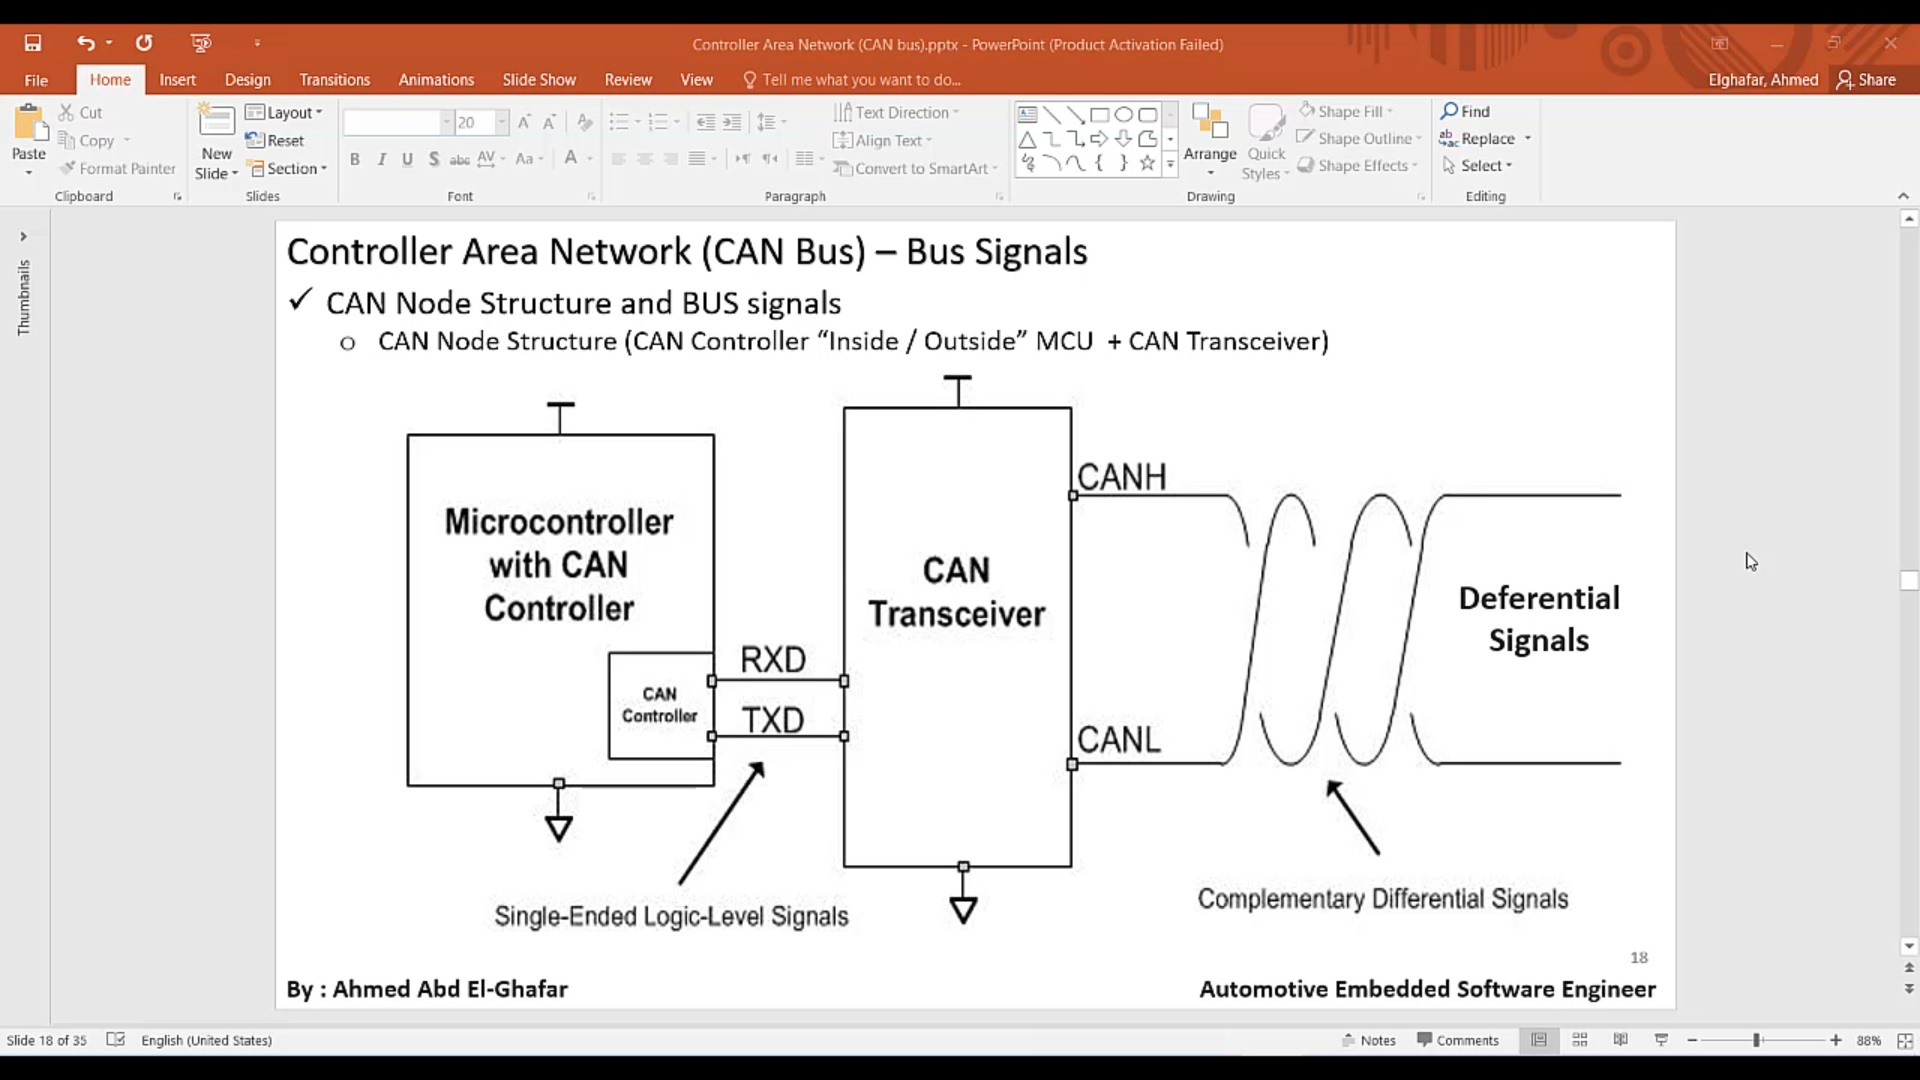 Controller Area Network (CAN bus).pptx - PowerPoint (Product Activation Failed)
File Home Insert Design Transitions Animations Slide Show Review View Tell me what you want to do... Elghafar, Ahmed Share
Paste
Cut
Copy
Format Painter
Clipboard
New
Slide
Layout
Reset
Section
Slides
20
B I U S abc AV Aa A
Font
Text Direction
Align Text
Convert to SmartArt
Paragraph
Arrange
Quick
Styles
Shape Fill
Shape Outline
Shape Effects
Drawing
Find
Replace
Select
Editing
Thumbnails
Controller Area Network (CAN Bus) – Bus Signals
✓ CAN Node Structure and BUS signals
o CAN Node Structure (CAN Controller “Inside / Outside” MCU + CAN Transceiver)
Microcontroller
with CAN
Controller
CAN
Controller
RXD
TXD
CAN
Transceiver
CANH
CANL
Deferential
Signals
Single-Ended Logic-Level Signals
Complementary Differential Signals
18
By : Ahmed Abd El-Ghafar
Automotive Embedded Software Engineer
Slide 18 of 35 English (United States) Notes Comments 88%